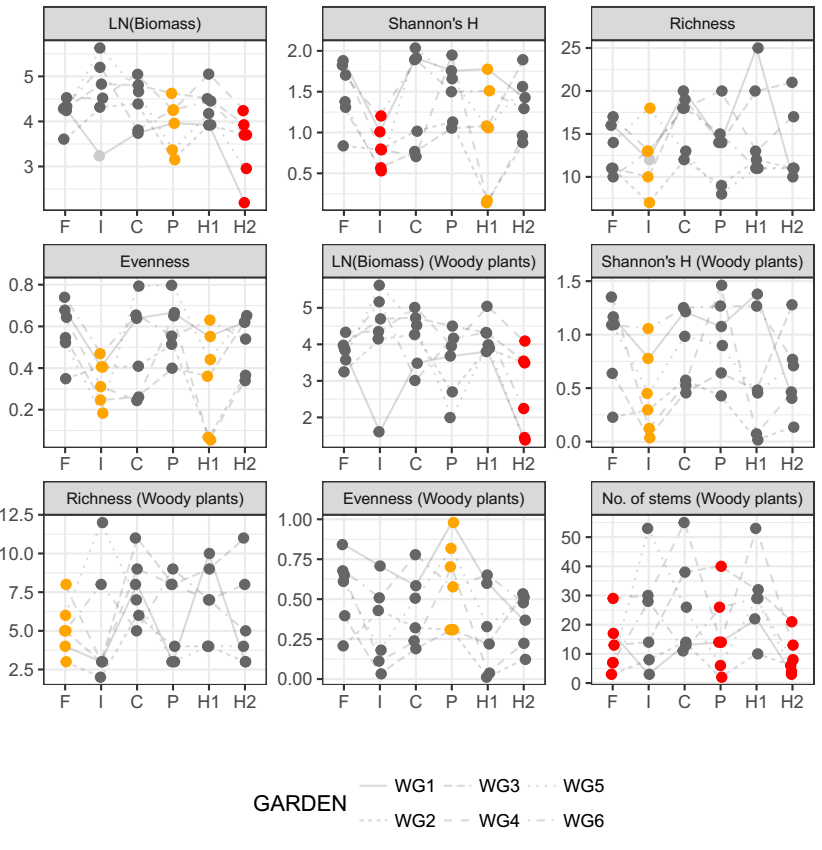 LN(Biomass) Shannon's H Richness
5 4 3
2.0 1.5 1.0 0.5
25 20 15 10
F I C P H1 H2 F I C P H1 H2 F I C P H1 H2
Evenness LN(Biomass) (Woody plants) Shannon's H (Woody plants)
0.8 0.6 0.4 0.2
5 4 3 2
1.5 1.0 0.5 0.0
F I C P H1 H2 F I C P H1 H2 F I C P H1 H2
Richness (Woody plants) Evenness (Woody plants) No. of stems (Woody plants)
12.5 10.0 7.5 5.0 2.5
1.00 0.75 0.50 0.25 0.00
50 40 30 20 10 0
F I C P H1 H2 F I C P H1 H2 F I C P H1 H2
GARDEN
WG1 WG3 WG5
WG2 WG4 WG6